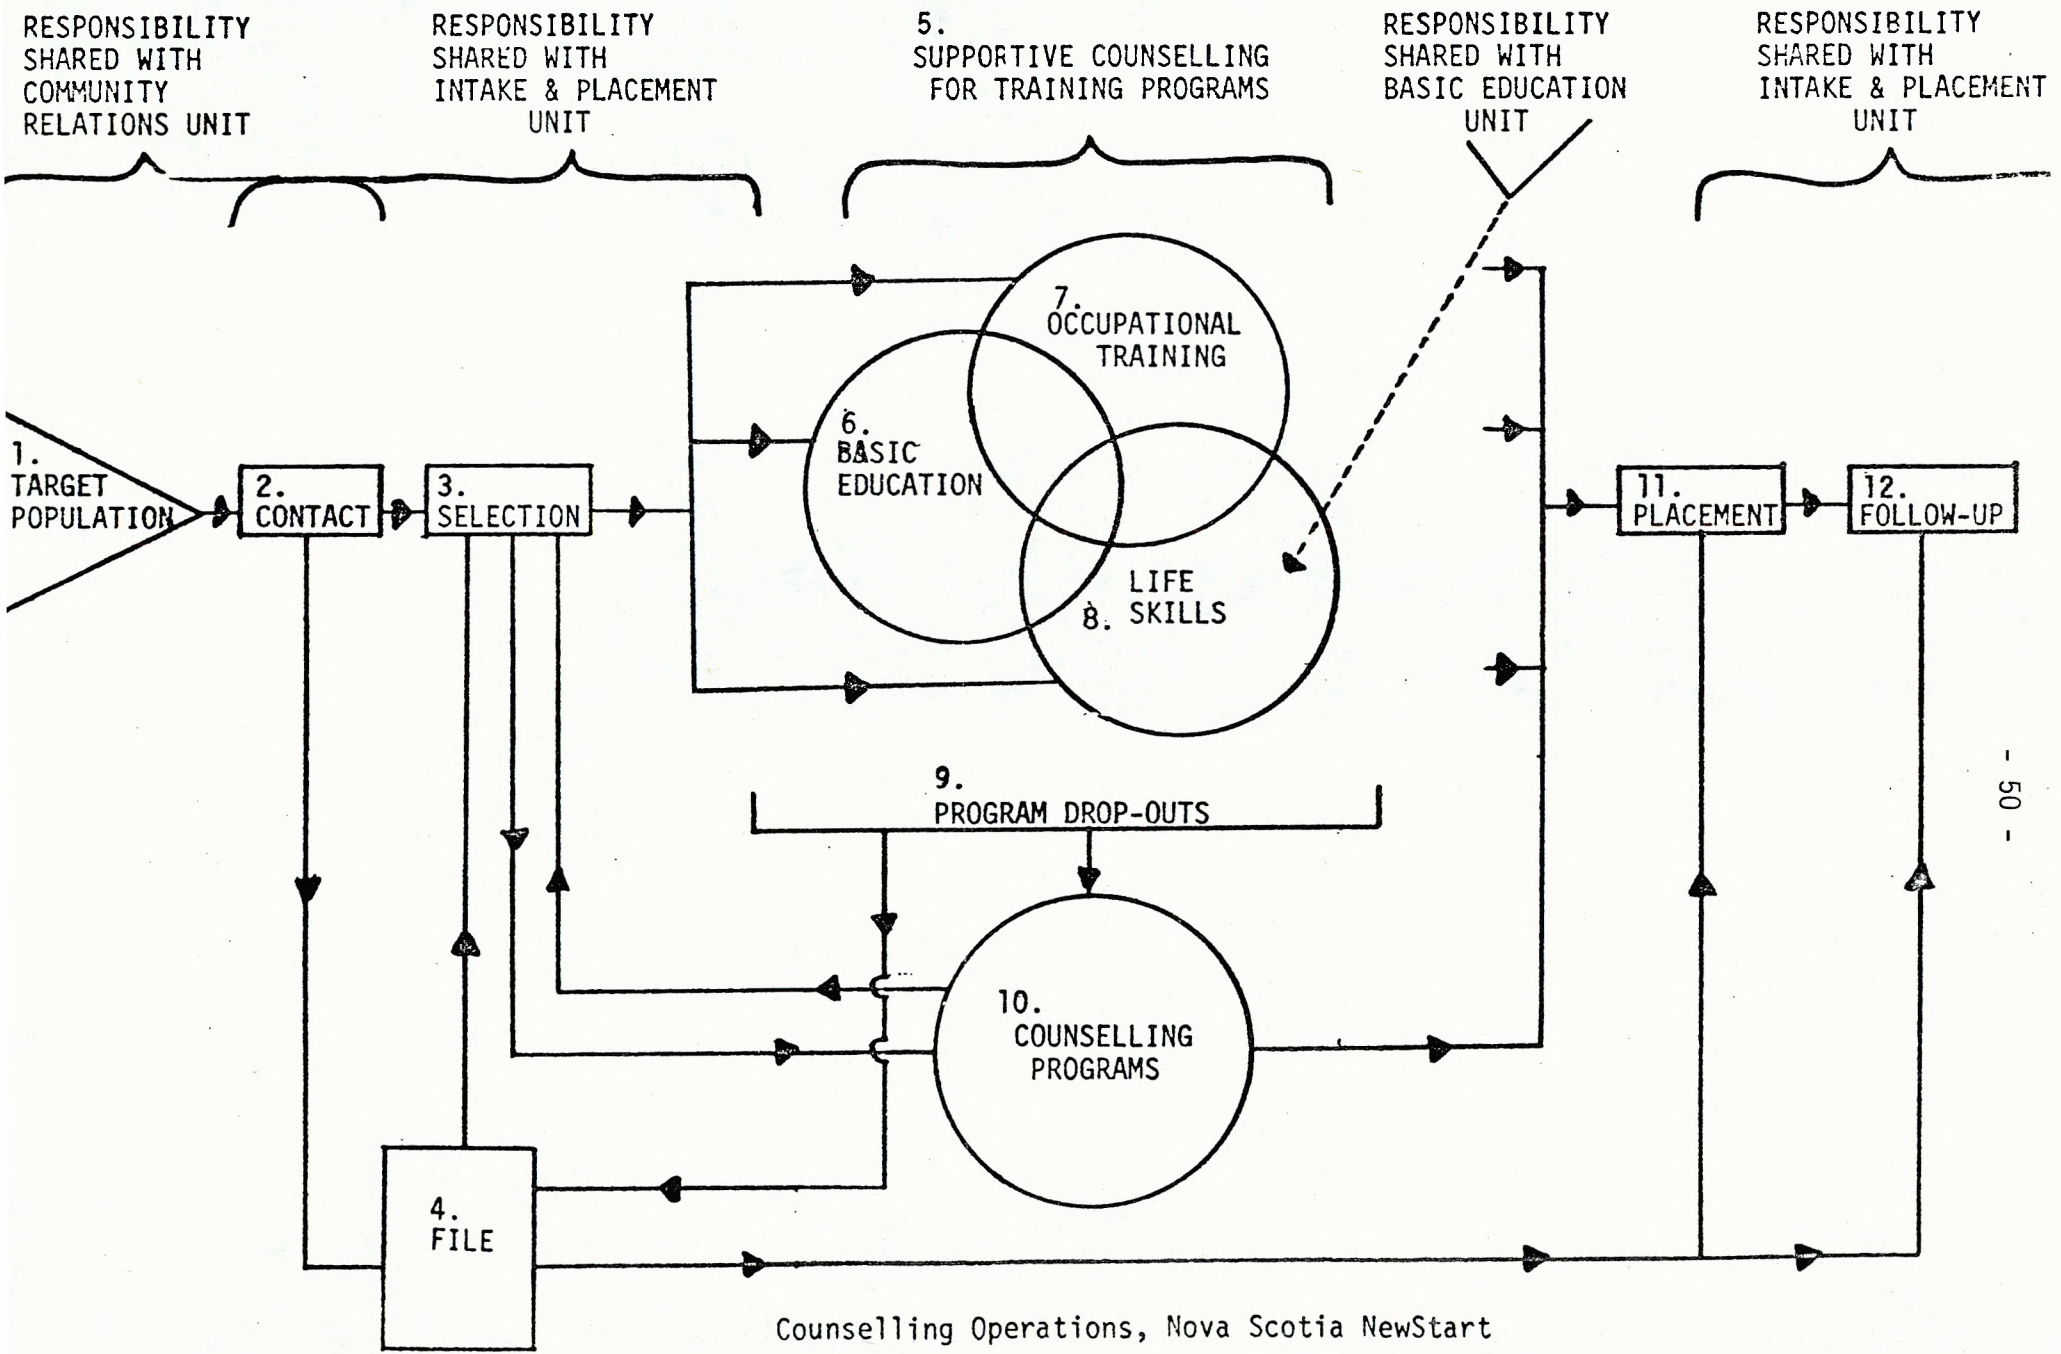 RESPONSIBILITY
SHARED WITH
COMMUNITY
RELATIONS UNIT
RESPONSIBILITY
SHARED WITH
INTAKE & PLACEMENT
UNIT
5.
SUPPORTIVE COUNSELLING
FOR TRAINING PROGRAMS
RESPONSIBILITY
SHARED WITH
BASIC EDUCATION
UNIT
RESPONSIBILITY
SHARED WITH
INTAKE & PLACEMENT
UNIT
1.
TARGET
POPULATION
2.
CONTACT
3.
SELECTION
7.
OCCUPATIONAL
TRAINING
6.
BASIC
EDUCATION
LIFE
8. SKILLS
11.
PLACEMENT
12.
FOLLOW-UP
9.
PROGRAM DROP-OUTS
10.
COUNSELLING
PROGRAMS
4.
FILE
- 50 -
Counselling Operations, Nova Scotia NewStart